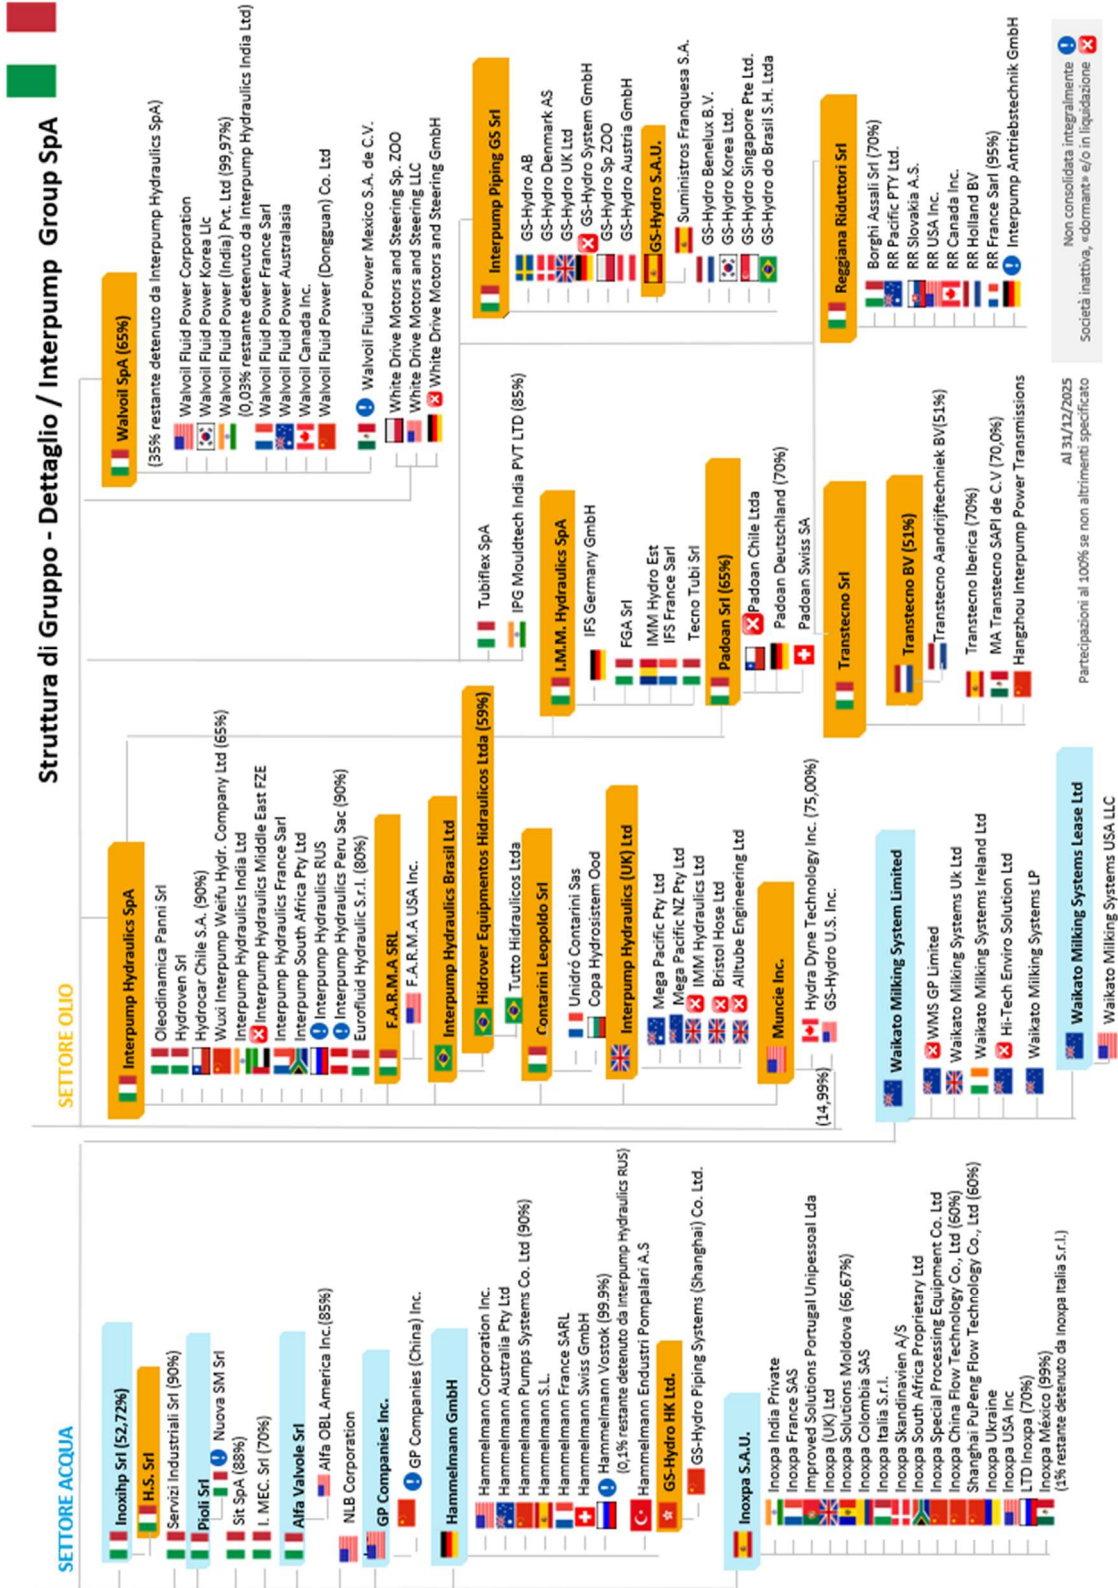 Struttura di Gruppo - Dettaglio / Interpump Group SpA
SETTORE ACQUA
Inoxihp Srl (52,72%)
H.S. Srl
Servizi Industriali Srl (90%)
Pioli Srl
Nuova SM Srl
Sit SpA (88%)
I. MEC. Srl (70%)
Alfa Valvole Srl
Alfa OBL America Inc.(85%)
NLB Corporation
GP Companies Inc.
GP Companies (China) Inc.
Hammelmann GmbH
Hammelmann Corporation Inc.
Hammelmann Australia Pty Ltd
Hammelmann Pumps Systems Co. Ltd (90%)
Hammelmann S.L.
Hammelmann France SARL
Hammelmann Swiss GmbH
Hammelmann Vostok (99.9%)
(0,1% restante detenuto da Interpump Hydraulics RUS)
Hammelmann Endustri Pompalari A.S
GS-Hydro HK Ltd.
GS-Hydro Piping Systems (Shanghai) Co. Ltd.
Inoxpa S.A.U.
Inoxpa India Private
Inoxpa France SAS
Improved Solutions Portugal Unipessoal Lda
Inoxpa (UK) Ltd
Inoxpa Solutions Moldova (66,67%)
Inoxpa Colombia SAS
Inoxpa Italia S.r.l.
Inoxpa Skandinavien A/S
Inoxpa South Africa Proprietary Ltd
Inoxpa Special Processing Equipment Co. Ltd
Inoxpa China Flow Technology Co., Ltd (60%)
Shanghai PuPeng Flow Technology Co., Ltd (60%)
Inoxpa Ukraine
Inoxpa USA Inc
LTD Inoxpa (70%)
Inoxpa México (99%)
(1% restante detenuto da Inoxpa Italia S.r.l.)
Waikato Milking System Limited
WMS GP Limited
Waikato Milking Systems Uk Ltd
Waikato Milking Systems Ireland Ltd
Hi-Tech Enviro Solution Ltd
Waikato Milking Systems LP
Waikato Milking Systems Lease Ltd
Waikato Milking Systems USA LLC
SETTORE OLIO
Interpump Hydraulics SpA
Oleodinamica Panni Srl
Hydroven Srl
Hydrocar Chile S.A. (90%)
Wuxi Interpump Weifu Hydr. Company Ltd (65%)
Interpump Hydraulics India Ltd
Interpump Hydraulics Middle East FZE
Interpump Hydraulics France Sarl
Interpump South Africa Pty Ltd
Interpump Hydraulics RUS
Interpump Hydraulics Peru Sac (90%)
Eurofluid Hydraulic S.r.l. (80%)
F.A.R.M.A SRL
F.A.R.M.A USA Inc.
Interpump Hydraulics Brasil Ltd
Hidrover Equipmentos Hidraulicos Ltda (59%)
Tutto Hidraulicos Ltda
Contarini Leopoldo Srl
Unidró Contarini Sas
Copa Hydrosistem Ood
Interpump Hydraulics (UK) Ltd
Mega Pacific Pty Ltd
Mega Pacific NZ Pty Ltd
IMM Hydraulics Ltd
Bristol Hose Ltd
Alltube Engineering Ltd
Muncie Inc.
Hydra Dyne Technology Inc. (75,00%)
(14,99%)
GS-Hydro U.S. Inc.
Tubiflex SpA
IPG Mouldtech India PVT LTD (85%)
I.M.M. Hydraulics SpA
IFS Germany GmbH
FGA Srl
IMM Hydro Est
IFS France Sarl
Tecno Tubi Srl
Padoan Srl (65%)
Padoan Chile Ltda
Padoan Deutschland (70%)
Padoan Swiss SA
Transtecno Srl
Transtecno BV (51%)
Transtecno Aandrijftechniek BV(51%)
Transtecno Iberica (70%)
MA Transtecno SAPI de C.V (70,0%)
Hangzhou Interpump Power Transmissions
Walvoil SpA (65%)
(35% restante detenuto da Interpump Hydraulics SpA)
Walvoil Fluid Power Corporation
Walvoil Fluid Power Korea Llc
Walvoil Fluid Power (India) Pvt. Ltd (99,97%)
(0,03% restante detenuto da Interpump Hydraulics India Ltd)
Walvoil Fluid Power France Sarl
Walvoil Fluid Power Australasia
Walvoil Canada Inc.
Walvoil Fluid Power (Dongguan) Co. Ltd
Walvoil Fluid Power Mexico S.A. de C.V.
White Drive Motors and Steering Sp. ZOO
White Drive Motors and Steering LLC
White Drive Motors and Steering GmbH
Interpump Piping GS Srl
GS-Hydro AB
GS-Hydro Denmark AS
GS-Hydro UK Ltd
GS-Hydro System GmbH
GS-Hydro Sp ZOO
GS-Hydro Austria GmbH
GS-Hydro S.A.U.
Suministros Franquesa S.A.
GS-Hydro Benelux B.V.
GS-Hydro Korea Ltd.
GS-Hydro Singapore Pte Ltd.
GS-Hydro do Brasil S.H. Ltda
Reggiana Riduttori Srl
Borghi Assali Srl (70%)
RR Pacific PTY Ltd.
RR Slovakia A.S.
RR USA Inc.
RR Canada Inc.
RR Holland BV
RR France Sarl (95%)
Interpump Antriebstechnik GmbH
Al 31/12/2025
Partecipazioni al 100% se non altrimenti specificato
Non consolidata integralmente
Società inattiva, «dormant» e/o in liquidazione